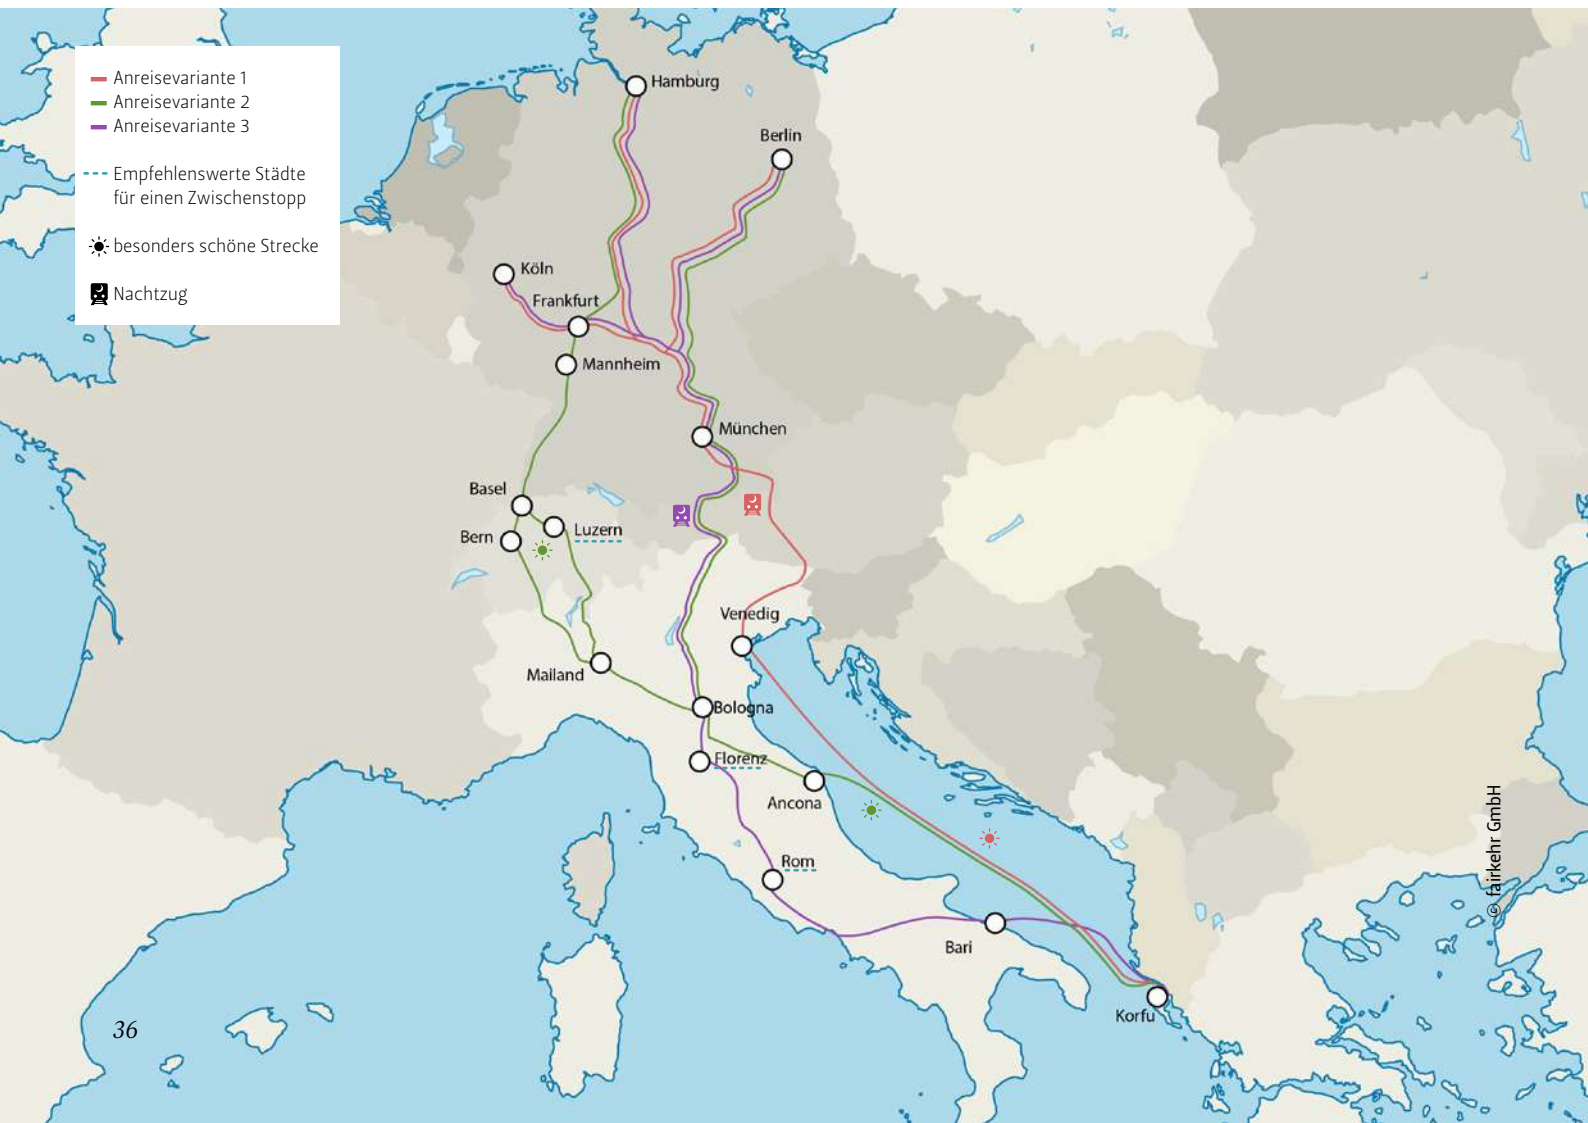 Anreisevariante 1
Anreisevariante 2
Anreisevariante 3
Empfehlenswerte Städte
für einen Zwischenstopp
besonders schöne Strecke
Nachtzug
Hamburg
Berlin
Köln
Frankfurt
Mannheim
München
Basel
Luzern
Bern
Venedig
Mailand
Bologna
Florenz
Ancona
Rom
Bari
Korfu
© fairkehr GmbH
36